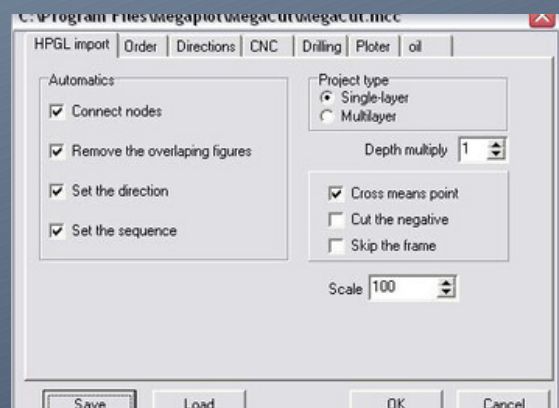 C:\Program Files\Megaplot\MegaCut\MegaCut.mcc
HPGL import
Order
Directions
CNC
Drilling
Ploter
oil
Automatics
Connect nodes
Remove the overlaping figures
Set the direction
Set the sequence
Project type
Single-layer
Multilayer
Depth multiply 1
Cross means point
Cut the negative
Skip the frame
Scale 100
Save
Load
OK
Cancel